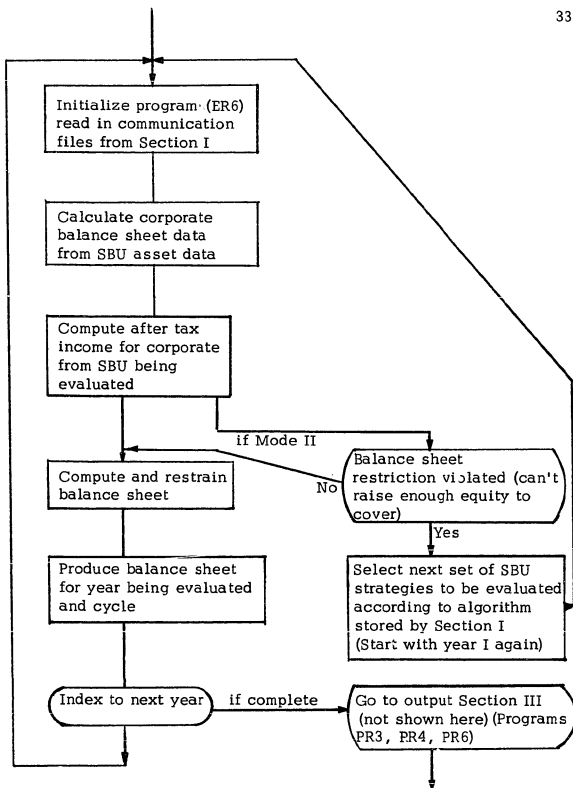 33
Initialize program (ER6)
read in communication
files from Section I
Calculate corporate
balance sheet data
from SBU asset data
Compute after tax
income for corporate
from SBU being
evaluated
if Mode II
Balance sheet
restriction violated (can't
raise enough equity to
cover)
No
Yes
Compute and restrain
balance sheet
Produce balance sheet
for year being evaluated
and cycle
Select next set of SBU
strategies to be evaluated
according to algorithm
stored by Section I
(Start with year I again)
Index to next year
if complete
Go to output Section III
(not shown here) (Programs
PR3, PR4, PR6)